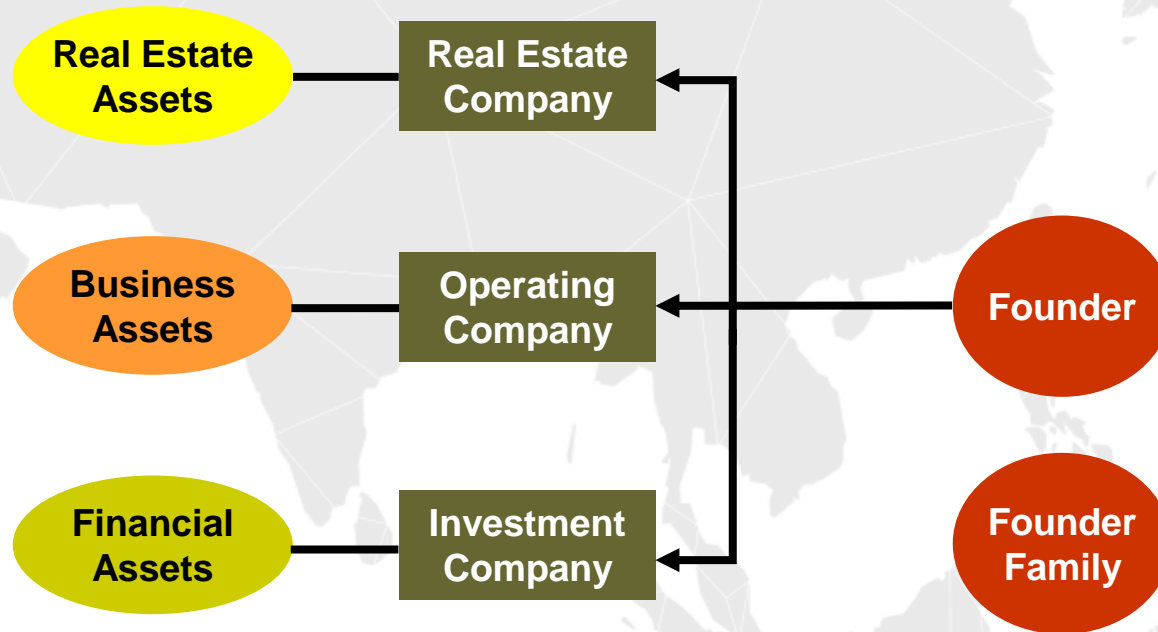 Real Estate
Assets
Real Estate
Company
Business
Assets
Operating
Company
Founder
Financial
Assets
Investment
Company
Founder
Family